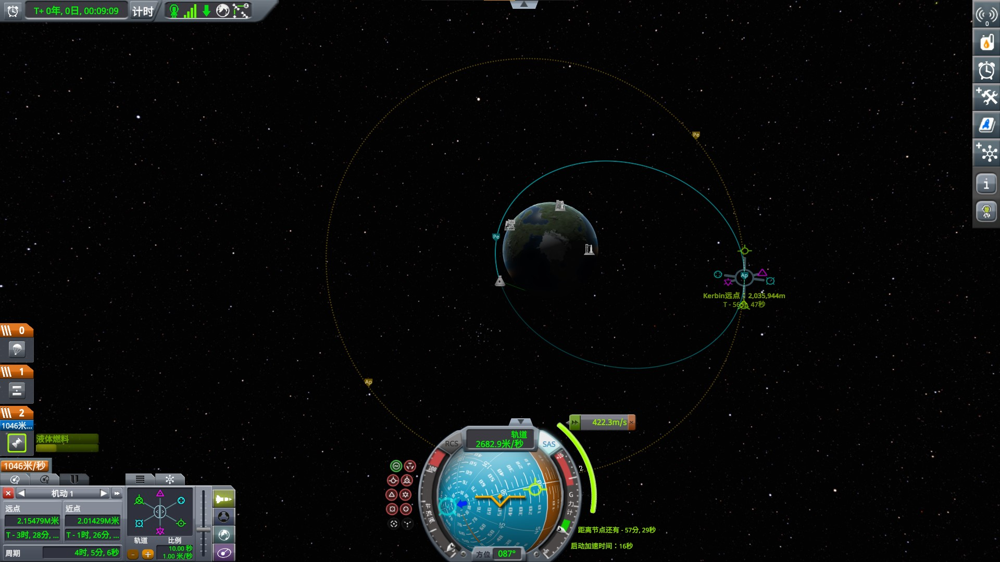 T+ 0年, 0日, 00:09:09
计时
0
Pe
Pe
Ap
Kerbin远点：2,035,944m
T - 56分, 47秒
Ap
0
1
2
1046米...
液体燃料
1046米/秒
机动 1
远点
近点
2.15479M米
2.01429M米
T - 3时, 28分, ...
T - 1时, 26分, ...
周期
4时, 5分, 6秒
轨道
比例
10.00 秒
1.00 米/秒
RCS
轨道
2682.9米/秒
SAS
422.3m/s
100
节流阀
G力计
方位
087°
距离节点还有 - 57分, 29秒
启动加速时间：16秒